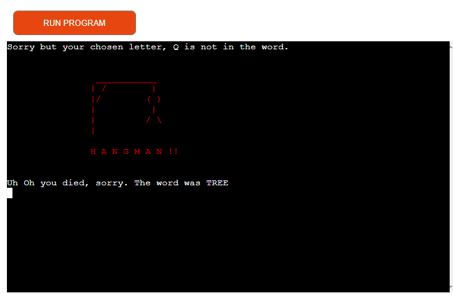 RUN PROGRAM
Sorry but your chosen letter, Q is not in the word.
H A N G M A N !!
Uh Oh you died, sorry. The word was TREE